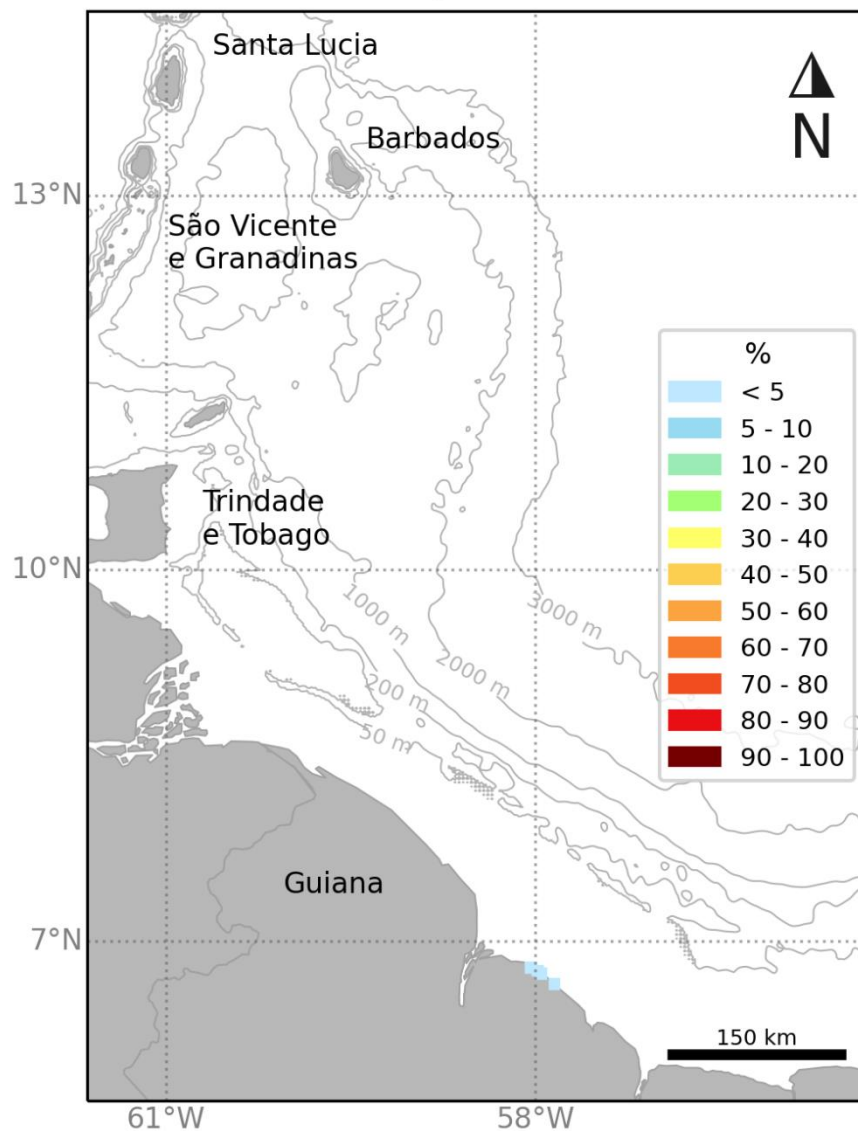 Santa Lucia
N
Barbados
13°N
São Vicente
e Granadinas
%
< 5
5 - 10
10 - 20
20 - 30
30 - 40
40 - 50
50 - 60
60 - 70
70 - 80
80 - 90
90 - 100
Trindade
e Tobago
10°N
1000 m
3000 m
2000 m
200 m
50 m
Guiana
7°N
150 km
61°W
58°W